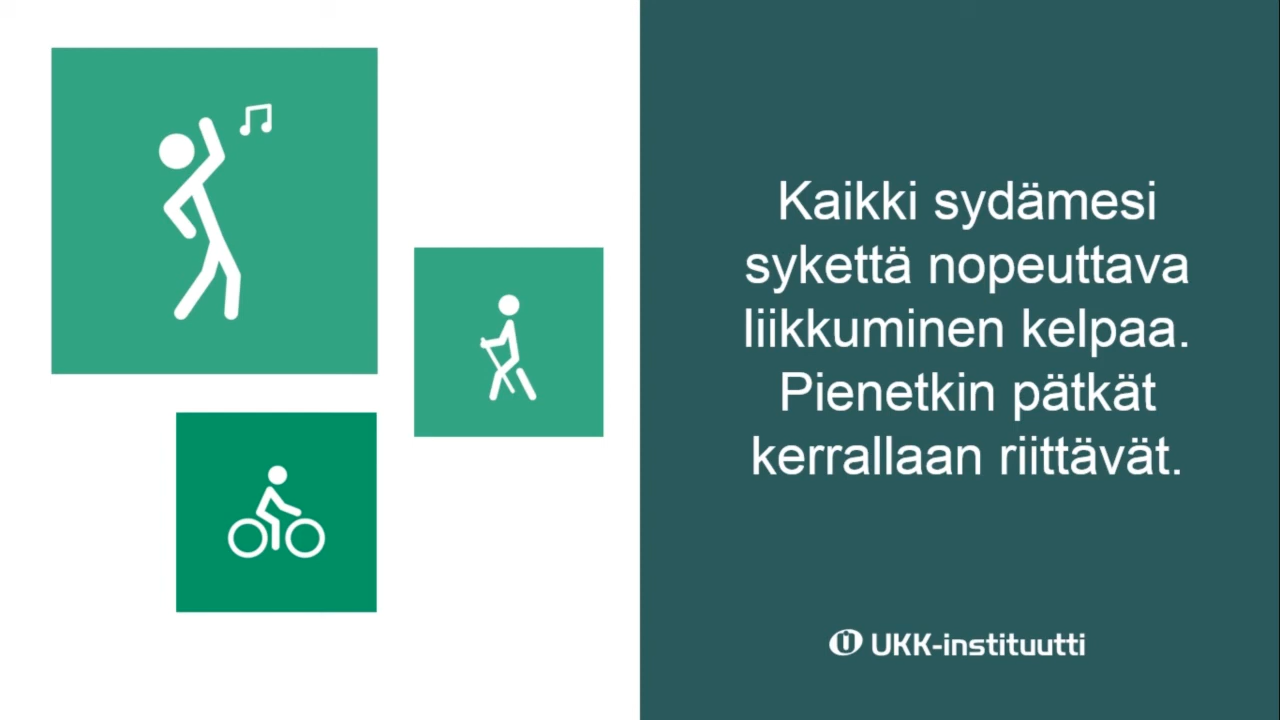 Kaikki sydämesi
sykettä nopeuttava
liikkuminen kelpaa.
Pienetkin pätkät
kerrallaan riittävät.
UKK-instituutti